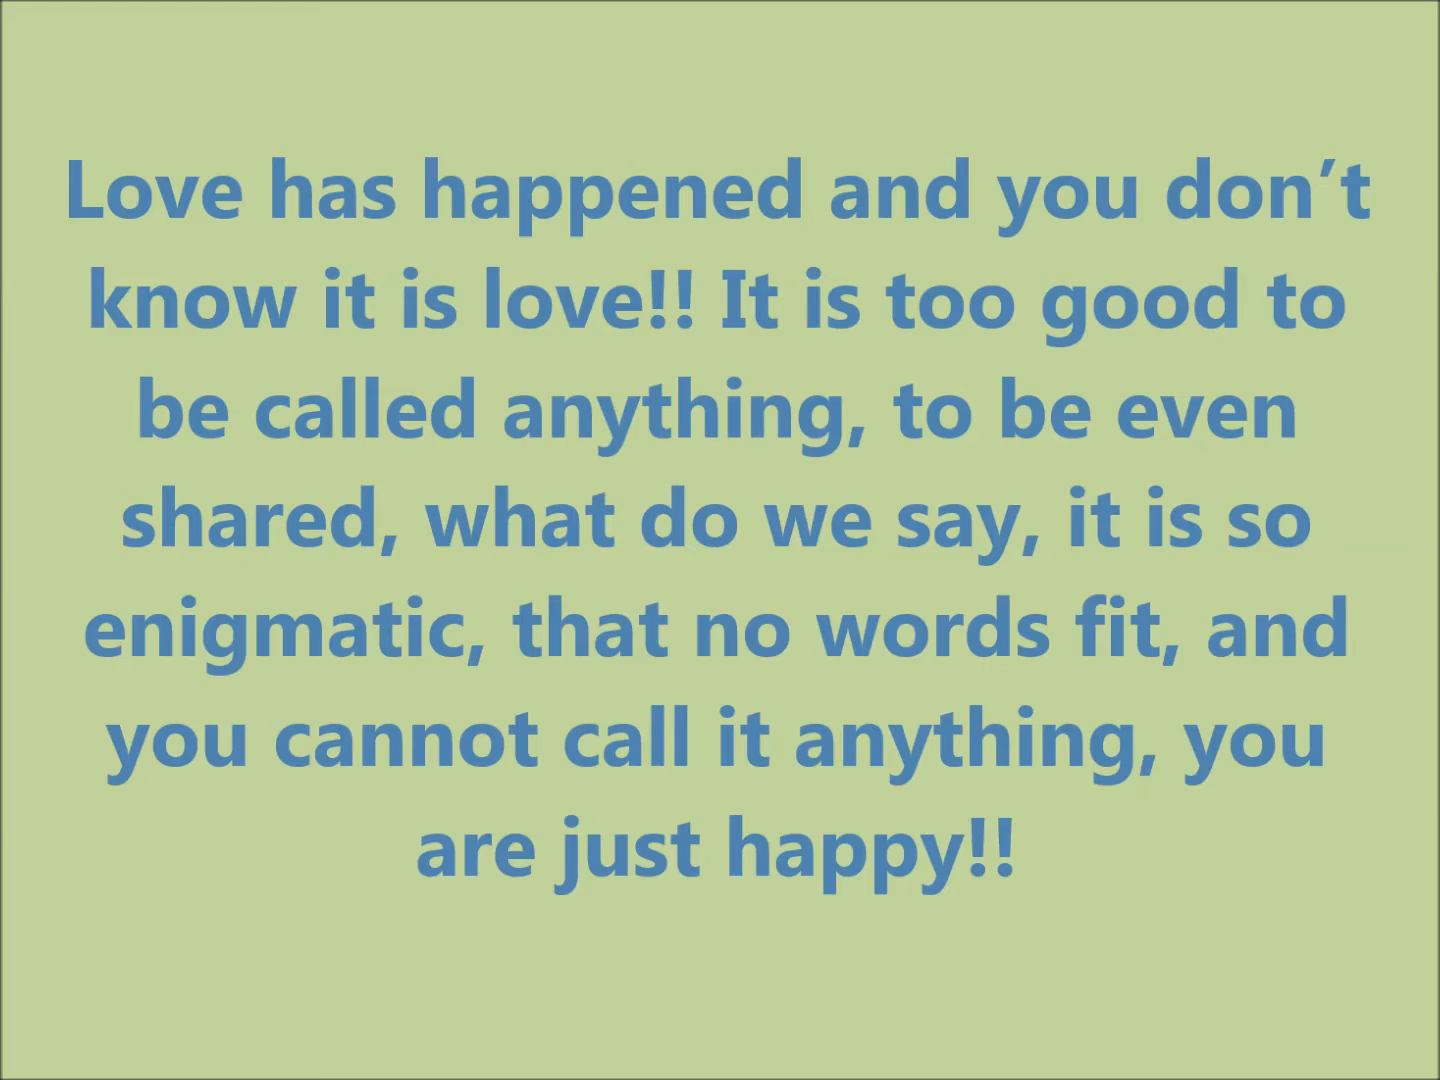 Love has happened and you don’t
know it is love!! It is too good to
be called anything, to be even
shared, what do we say, it is so
enigmatic, that no words fit, and
you cannot call it anything, you
are just happy!!